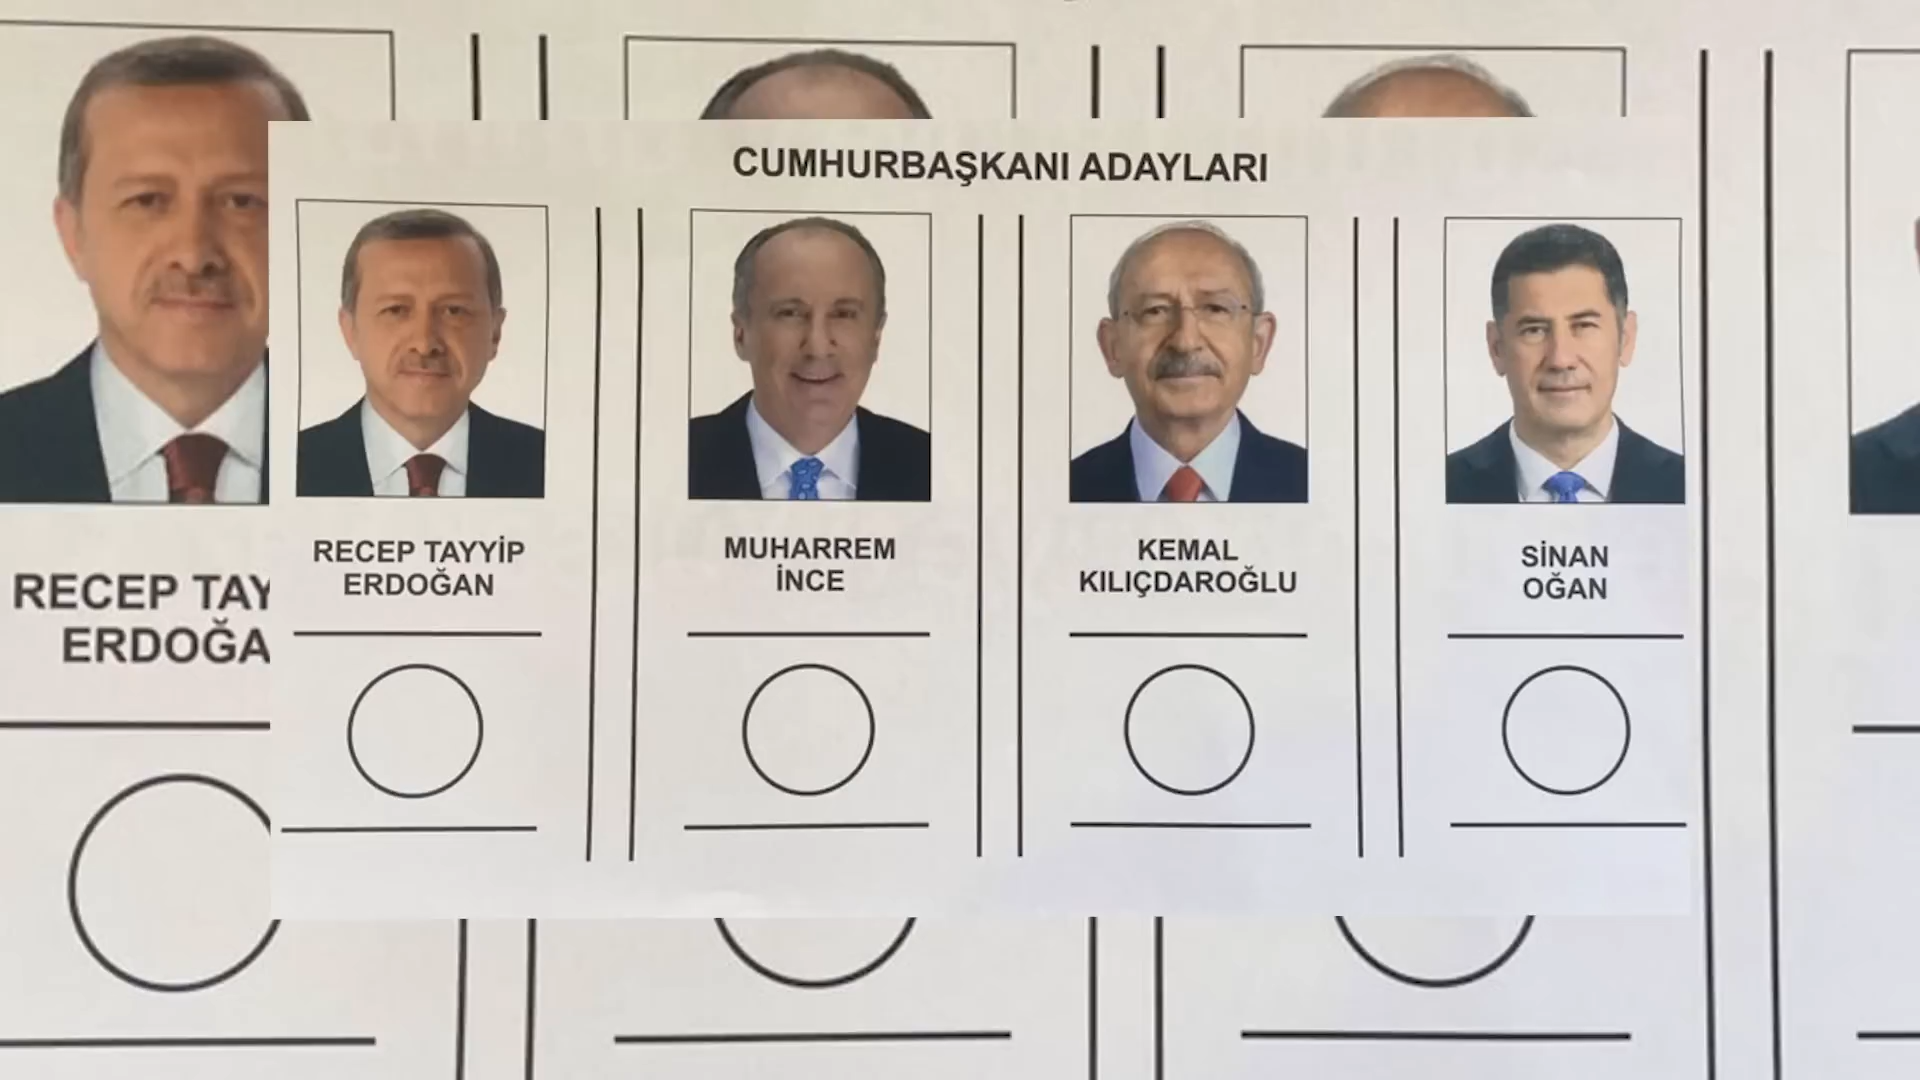 CUMHURBAŞKANI ADAYLARI
RECEP TAYYİP
ERDOĞAN
MUHARREM
İNCE
KEMAL
KILIÇDAROĞLU
SİNAN
OĞAN
RECEP TAY
ERDOĞA